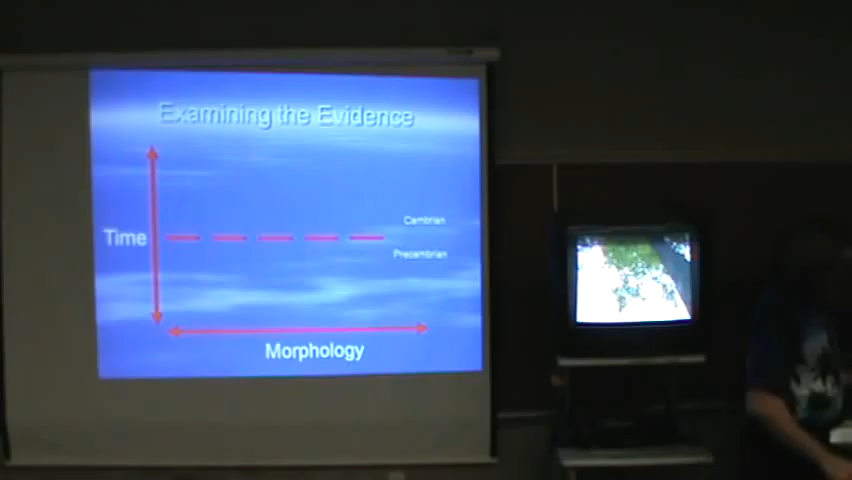 Examining the Evidence
Cambrian
Time
Precambrian
Morphology